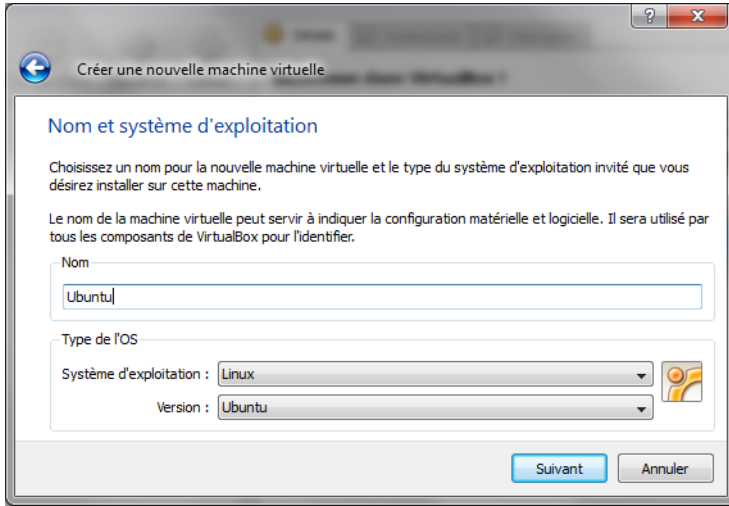 Créer une nouvelle machine virtuelle
Nom et système d'exploitation
Choisissez un nom pour la nouvelle machine virtuelle et le type du système d'exploitation invité que vous
désirez installer sur cette machine.
Le nom de la machine virtuelle peut servir à indiquer la configuration matérielle et logicielle. Il sera utilisé par
tous les composants de VirtualBox pour l'identifier.
Nom
Ubuntu
Type de l'OS
Système d'exploitation : Linux
Version : Ubuntu
Suivant Annuler